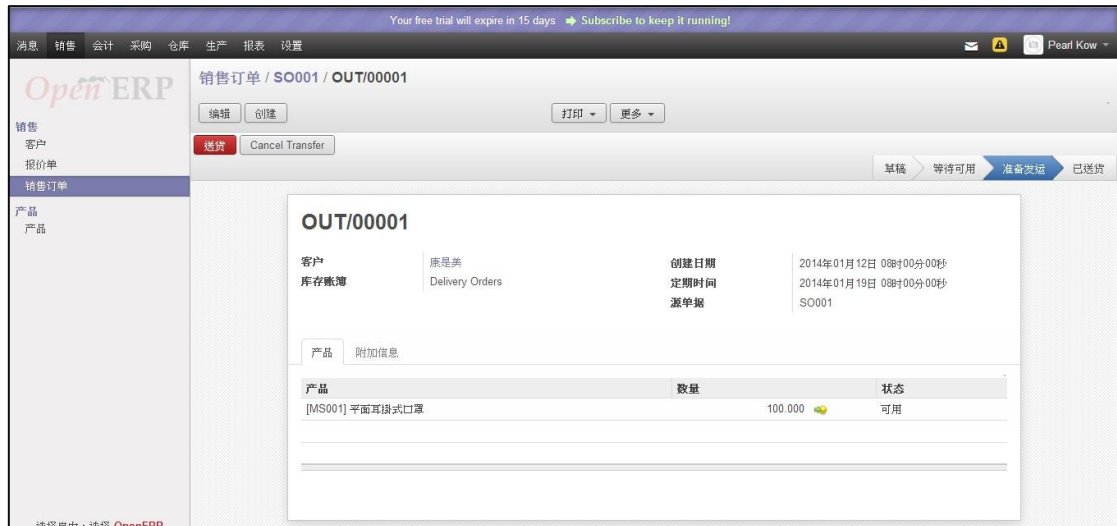 Your free trial will expire in 15 days Subscribe to keep it running!
消息 销售 会计 采购 仓库 生产 报表 设置 Pearl Kow
OpenERP
销售订单 / SO001 / OUT/00001
编辑 创建 打印 更多
送货 Cancel Transfer
草稿 等待可用 准备发运 已送货
销售
客户
报价单
销售订单
产品
产品
OUT/00001
客户 康是美 创建日期 2014年01月12日 08时00分00秒
库存账簿 Delivery Orders 定期时间 2014年01月19日 08时00分00秒
源单据 SO001
产品 附加信息
产品 数量 状态
[MS001] 平面耳掛式口罩 100.000 可用
OpenERP